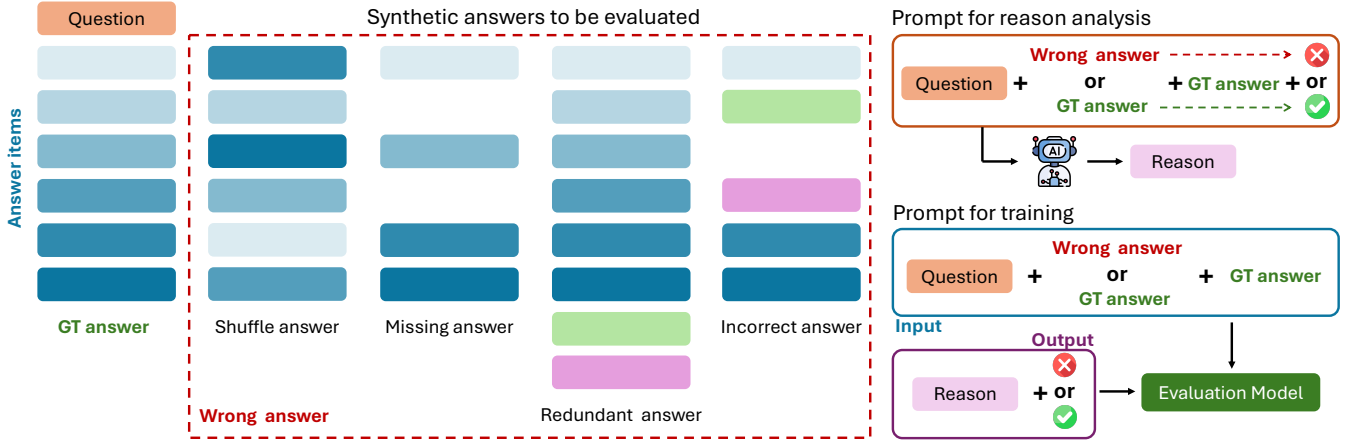 Question
Synthetic answers to be evaluated
Answer items
GT answer
Shuffle answer
Missing answer
Redundant answer
Incorrect answer
Wrong answer
Prompt for reason analysis
Question + Wrong answer or GT answer + GT answer + or
AI
Reason
Prompt for training
Question + Wrong answer or GT answer + GT answer
Input
Output
Reason + or
Evaluation Model